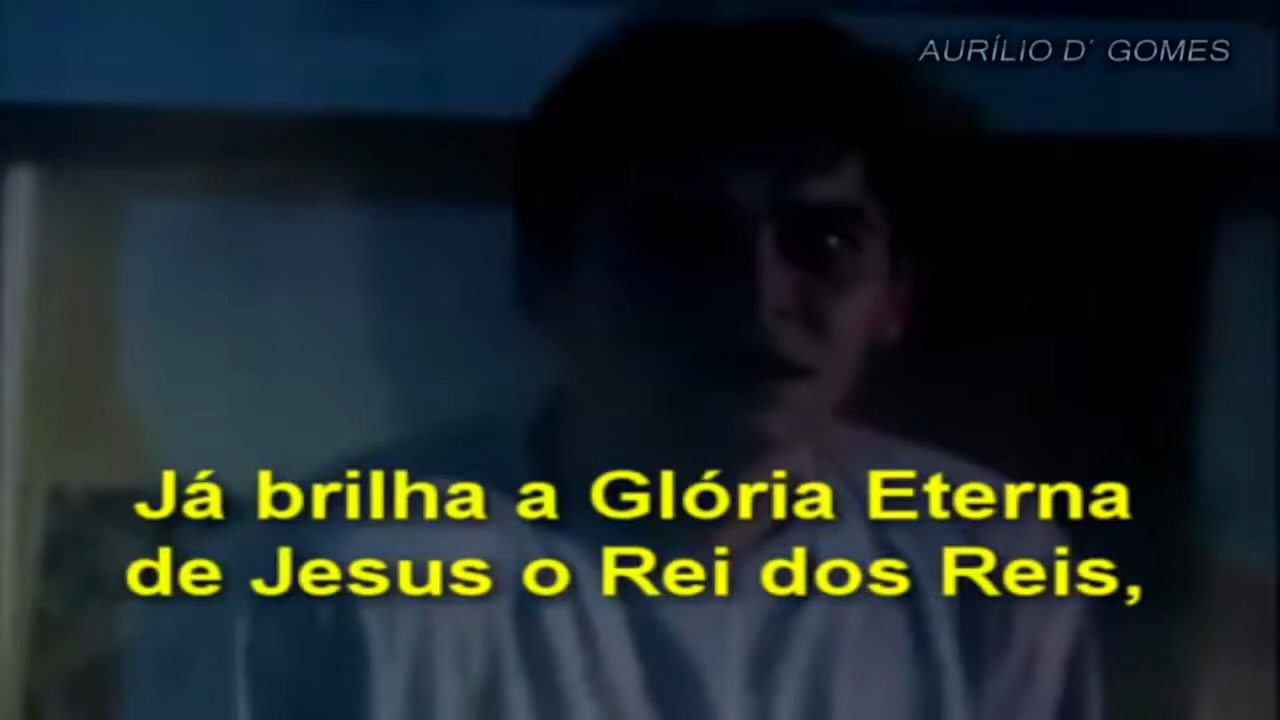 AURÍLIO D´ GOMES
Já brilha a Glória Eterna
de Jesus o Rei dos Reis,